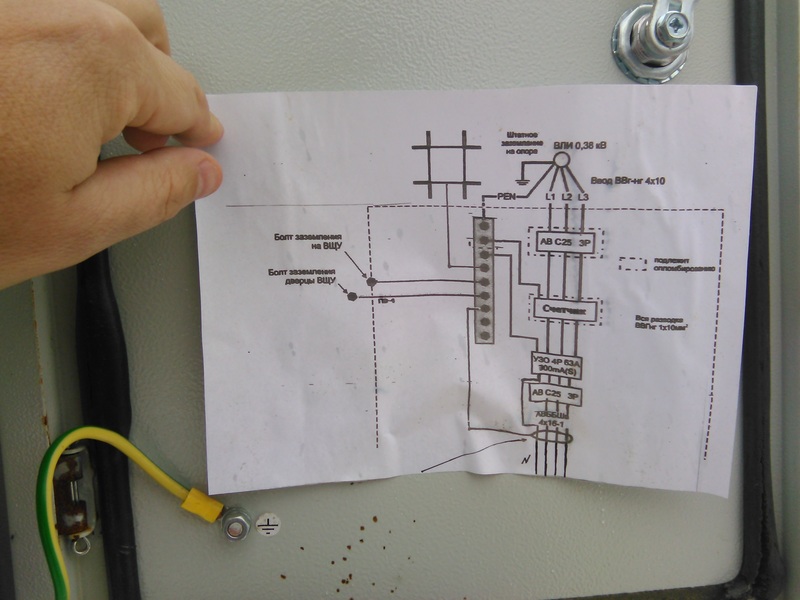 Штатное
заземление
на опоре
ВЛИ 0,38 кВ
Ввод ВВг-нг 4х10
PEN
L1 L2 L3
Болт заземления
на ВЩУ
АВ С25 3Р
подлежит
опломбированию
Болт заземления
дверцы ВЩУ
Счетчик
Вся разводка
ВВГнг 1х10мм²
УЗО 4Р 63А
300mA(S)
АВ С25 3Р
АВББШв
4х16-1
N